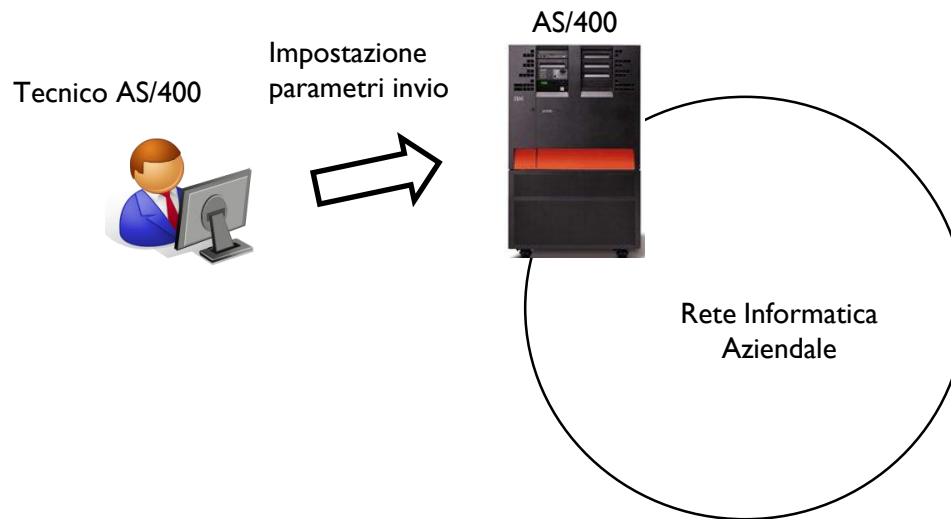 AS/400
Impostazione
parametri invio
Tecnico AS/400
Rete Informatica
Aziendale